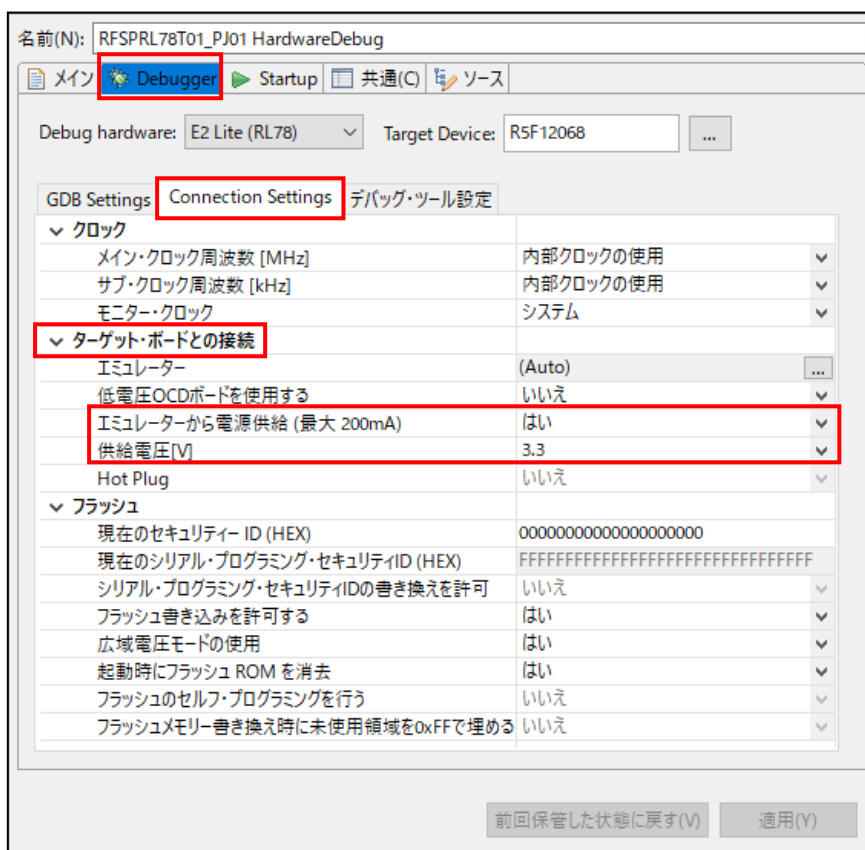 名前(N): RFSPRL78T01_PJ01 HardwareDebug
メイン Debugger Startup 共通(C) ソース
Debug hardware: E2 Lite (RL78) Target Device: R5F12068 ...
GDB Settings Connection Settings デバッグ・ツール設定
クロック
メイン・クロック周波数 [MHz] 内部クロックの使用
サブ・クロック周波数 [kHz] 内部クロックの使用
モニター・クロック システム
ターゲット・ボードとの接続
エミュレーター (Auto) ...
低電圧OCDボードを使用する いいえ
エミュレーターから電源供給 (最大 200mA) はい
供給電圧[V] 3.3
Hot Plug いいえ
フラッシュ
現在のセキュリティー ID (HEX) 00000000000000000000
現在のシリアル・プログラミング・セキュリティID (HEX) FFFFFFFFFFFFFFFFFFFFFFFFFFFFFFFF
シリアル・プログラミング・セキュリティIDの書き換えを許可 いいえ
フラッシュ書き込みを許可する はい
広域電圧モードの使用 はい
起動時にフラッシュ ROM を消去 はい
フラッシュのセルフ・プログラミングを行う いいえ
フラッシュメモリー書き換え時に未使用領域を0xFFで埋める いいえ
前回保管した状態に戻す(V) 適用(Y)